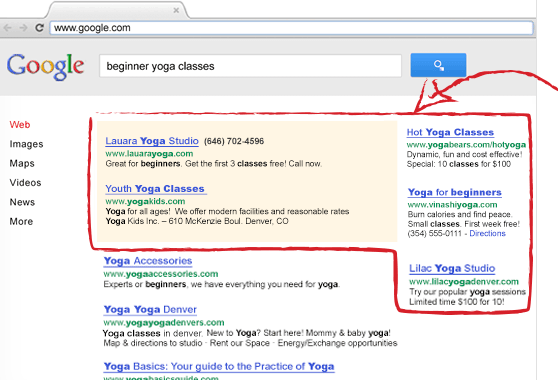 www.google.com
Google
beginner yoga classes
Web
Images
Maps
Videos
News
More
Lauara Yoga Studio (646) 702-4596
www.lauarayoga.com
Great for beginners. Get the first 3 classes free! Call now.
Youth Yoga Classes
www.yogakids.com
Yoga for all ages! We offer modern facilities and reasonable rates
Yoga Kids Inc. – 610 McKenzie Boul. Denver, CO
Hot Yoga Classes
www.yogabears.com/hotyoga
Dynamic, fun and cost effective!
Special: 10 classes for $100
Yoga for beginners
www.vinashiyoga.com
Burn calories and find peace.
Small classes. First week free!
(354) 555-0111 - Directions
Lilac Yoga Studio
www.lilacyogadenver.com
Try our popular yoga sessions
Limited time $100 for 10!
Yoga Accessories
www.yogaaccessories.com
Experts or beginners, we have everything you need for yoga.
Yoga Yoga Denver
www.yogayogadenvers.com
Yoga classes in denver. New to Yoga? Start here! Mommy & baby yoga!
Map & directions to studio · Rent our Space · Energy/Exchange opportunities
Yoga Basics: Your guide to the Practice of Yoga
www.yogabasicsguide.com